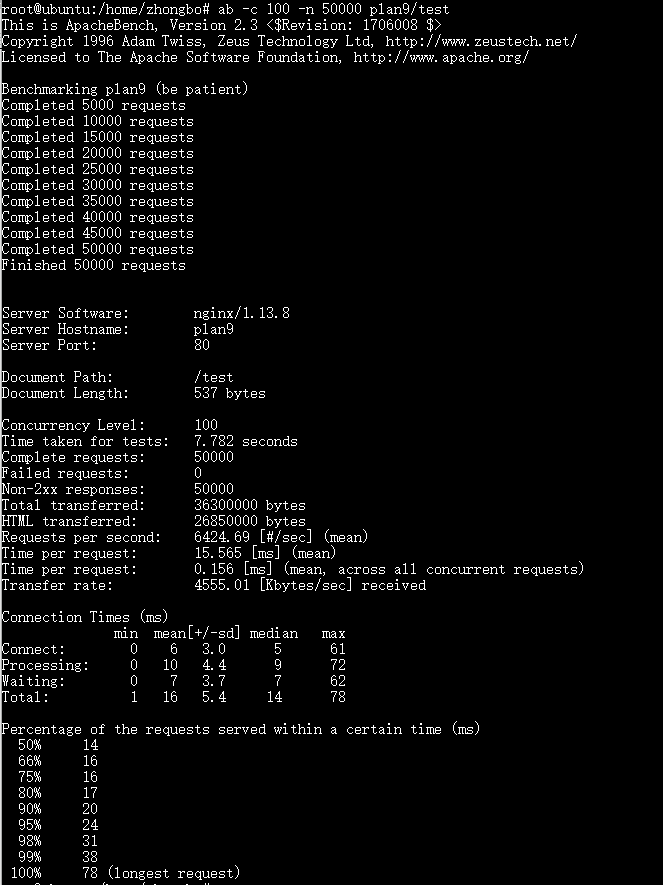 root@ubuntu:/home/zhongbo# ab -c 100 -n 50000 plan9/test
This is ApacheBench, Version 2.3 <$Revision: 1706008 $>
Copyright 1996 Adam Twiss, Zeus Technology Ltd, http://www.zeustech.net/
Licensed to The Apache Software Foundation, http://www.apache.org/

Benchmarking plan9 (be patient)
Completed 5000 requests
Completed 10000 requests
Completed 15000 requests
Completed 20000 requests
Completed 25000 requests
Completed 30000 requests
Completed 35000 requests
Completed 40000 requests
Completed 45000 requests
Completed 50000 requests
Finished 50000 requests

Server Software:        nginx/1.13.8
Server Hostname:        plan9
Server Port:            80

Document Path:          /test
Document Length:        537 bytes

Concurrency Level:      100
Time taken for tests:   7.782 seconds
Complete requests:      50000
Failed requests:        0
Non-2xx responses:      50000
Total transferred:      36300000 bytes
HTML transferred:       26850000 bytes
Requests per second:    6424.69 [#/sec] (mean)
Time per request:       15.565 [ms] (mean)
Time per request:       0.156 [ms] (mean, across all concurrent requests)
Transfer rate:          4555.01 [Kbytes/sec] received

Connection Times (ms)
              min  mean[+/-sd] median   max
Connect:        0    6   3.0      5      61
Processing:     0   10   4.4      9      72
Waiting:        0    7   3.7      7      62
Total:          1   16   5.4     14      78

Percentage of the requests served within a certain time (ms)
  50%     14
  66%     16
  75%     16
  80%     17
  90%     20
  95%     24
  98%     31
  99%     38
 100%     78 (longest request)